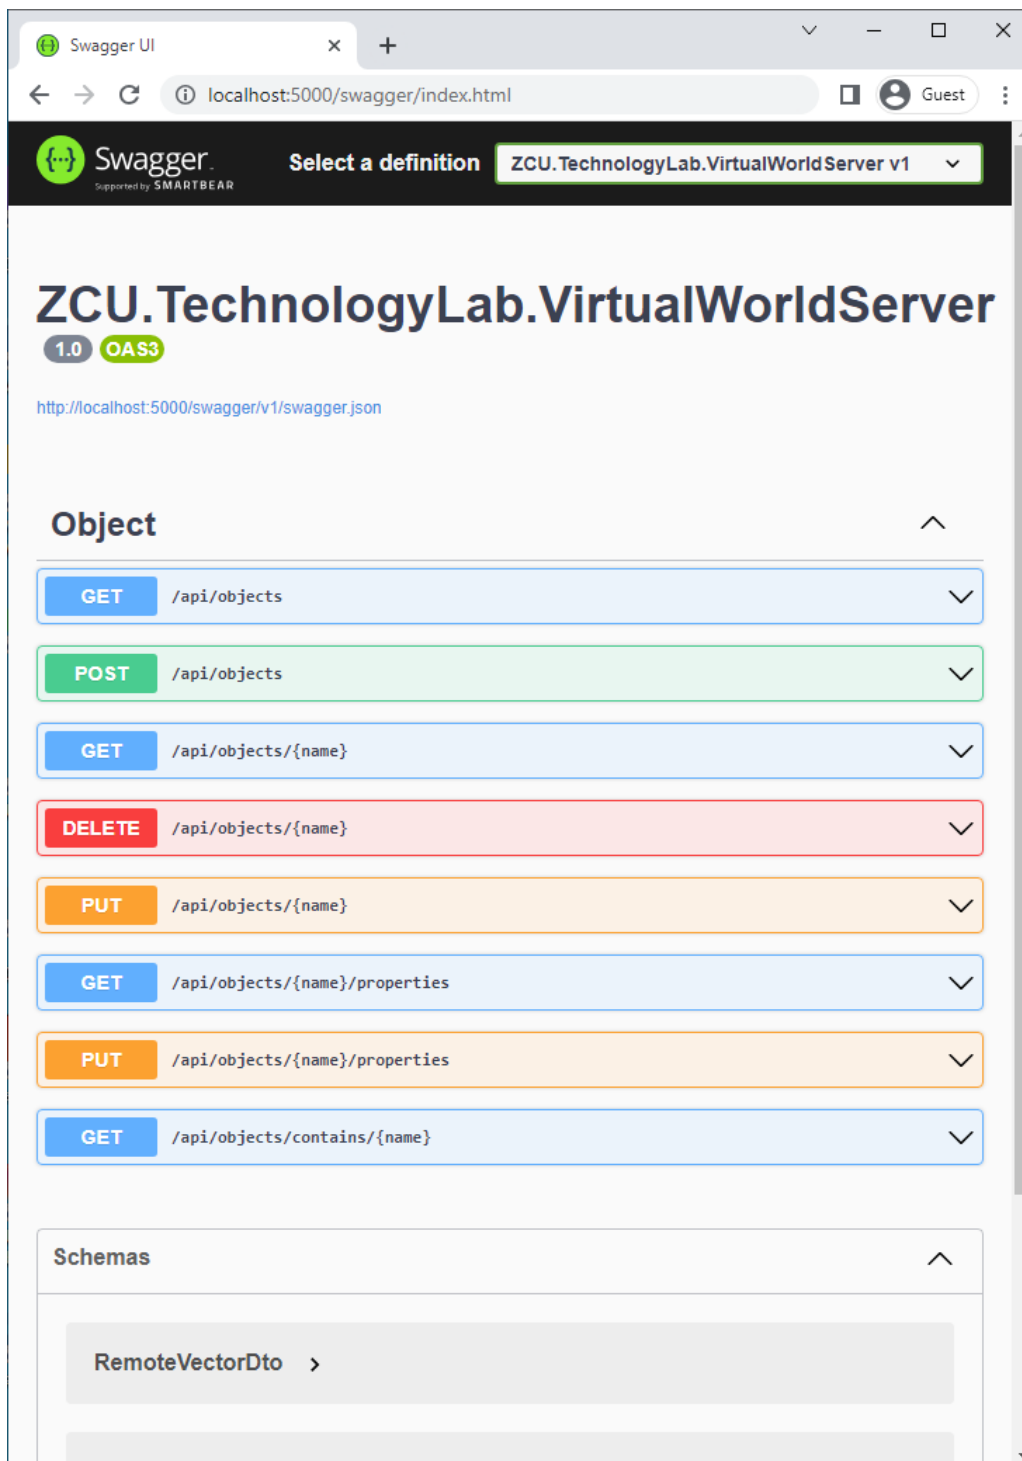 Swagger UI
localhost:5000/swagger/index.html
Guest
Swagger.
Supported by SMARTBEAR
Select a definition
ZCU.TechnologyLab.VirtualWorldServer v1
ZCU.TechnologyLab.VirtualWorldServer
1.0 OAS3
http://localhost:5000/swagger/v1/swagger.json
Object
GET /api/objects
POST /api/objects
GET /api/objects/{name}
DELETE /api/objects/{name}
PUT /api/objects/{name}
GET /api/objects/{name}/properties
PUT /api/objects/{name}/properties
GET /api/objects/contains/{name}
Schemas
RemoteVectorDto